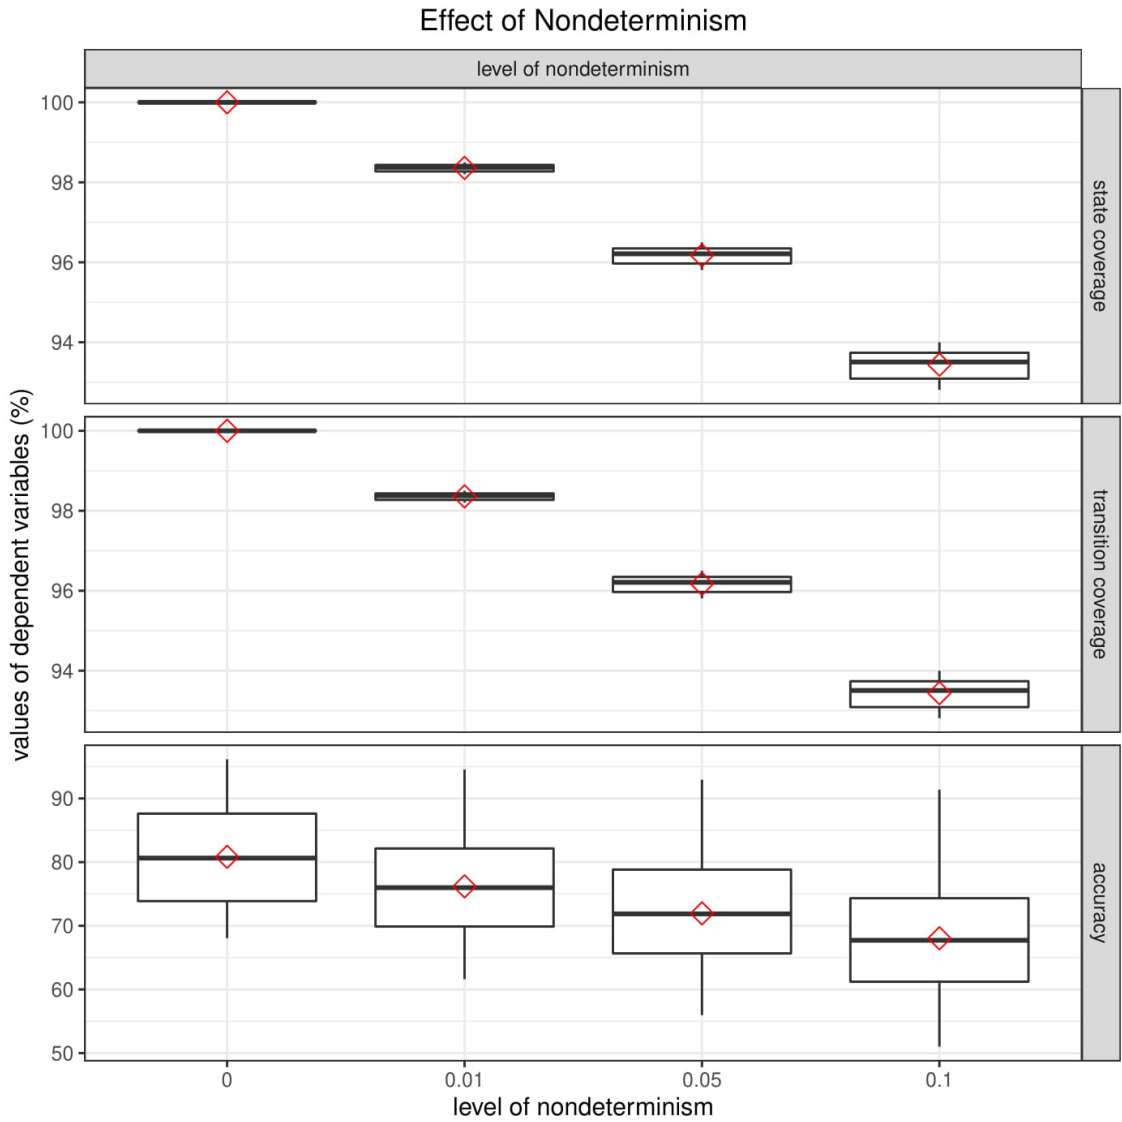 Effect of Nondeterminism
level of nondeterminism
100
98
96
94
state coverage
100
98
96
94
transition coverage
90
80
70
60
50
accuracy
values of dependent variables (%)
0 0.01 0.05 0.1
level of nondeterminism